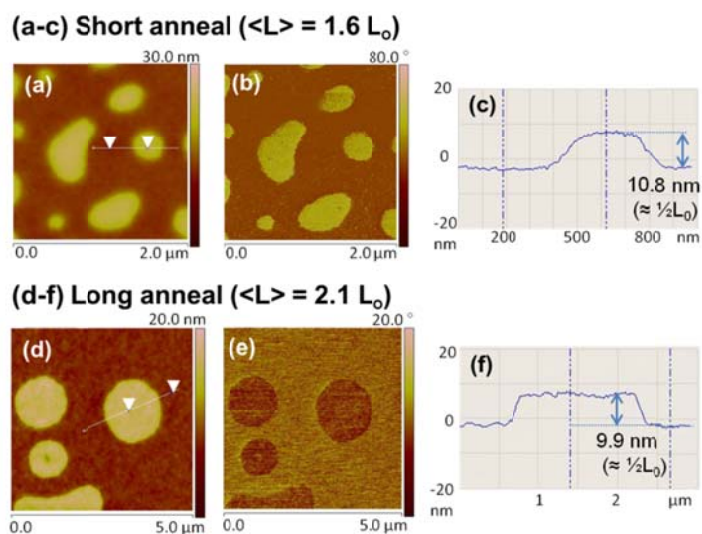 (a-c) Short anneal (<L> = 1.6 Lₒ)
30.0 nm
80.0 °
(a)
(b)
(c)
20
0
-20
nm
200
500
800
nm
10.8 nm
(≈ ½L₀)
0.0
2.0 µm
0.0
2.0 µm
(d-f) Long anneal (<L> = 2.1 Lₒ)
20.0 nm
20.0 °
(d)
(e)
(f)
20
0
-20
nm
1
2
µm
9.9 nm
(≈ ½L₀)
0.0
5.0 µm
0.0
5.0 µm